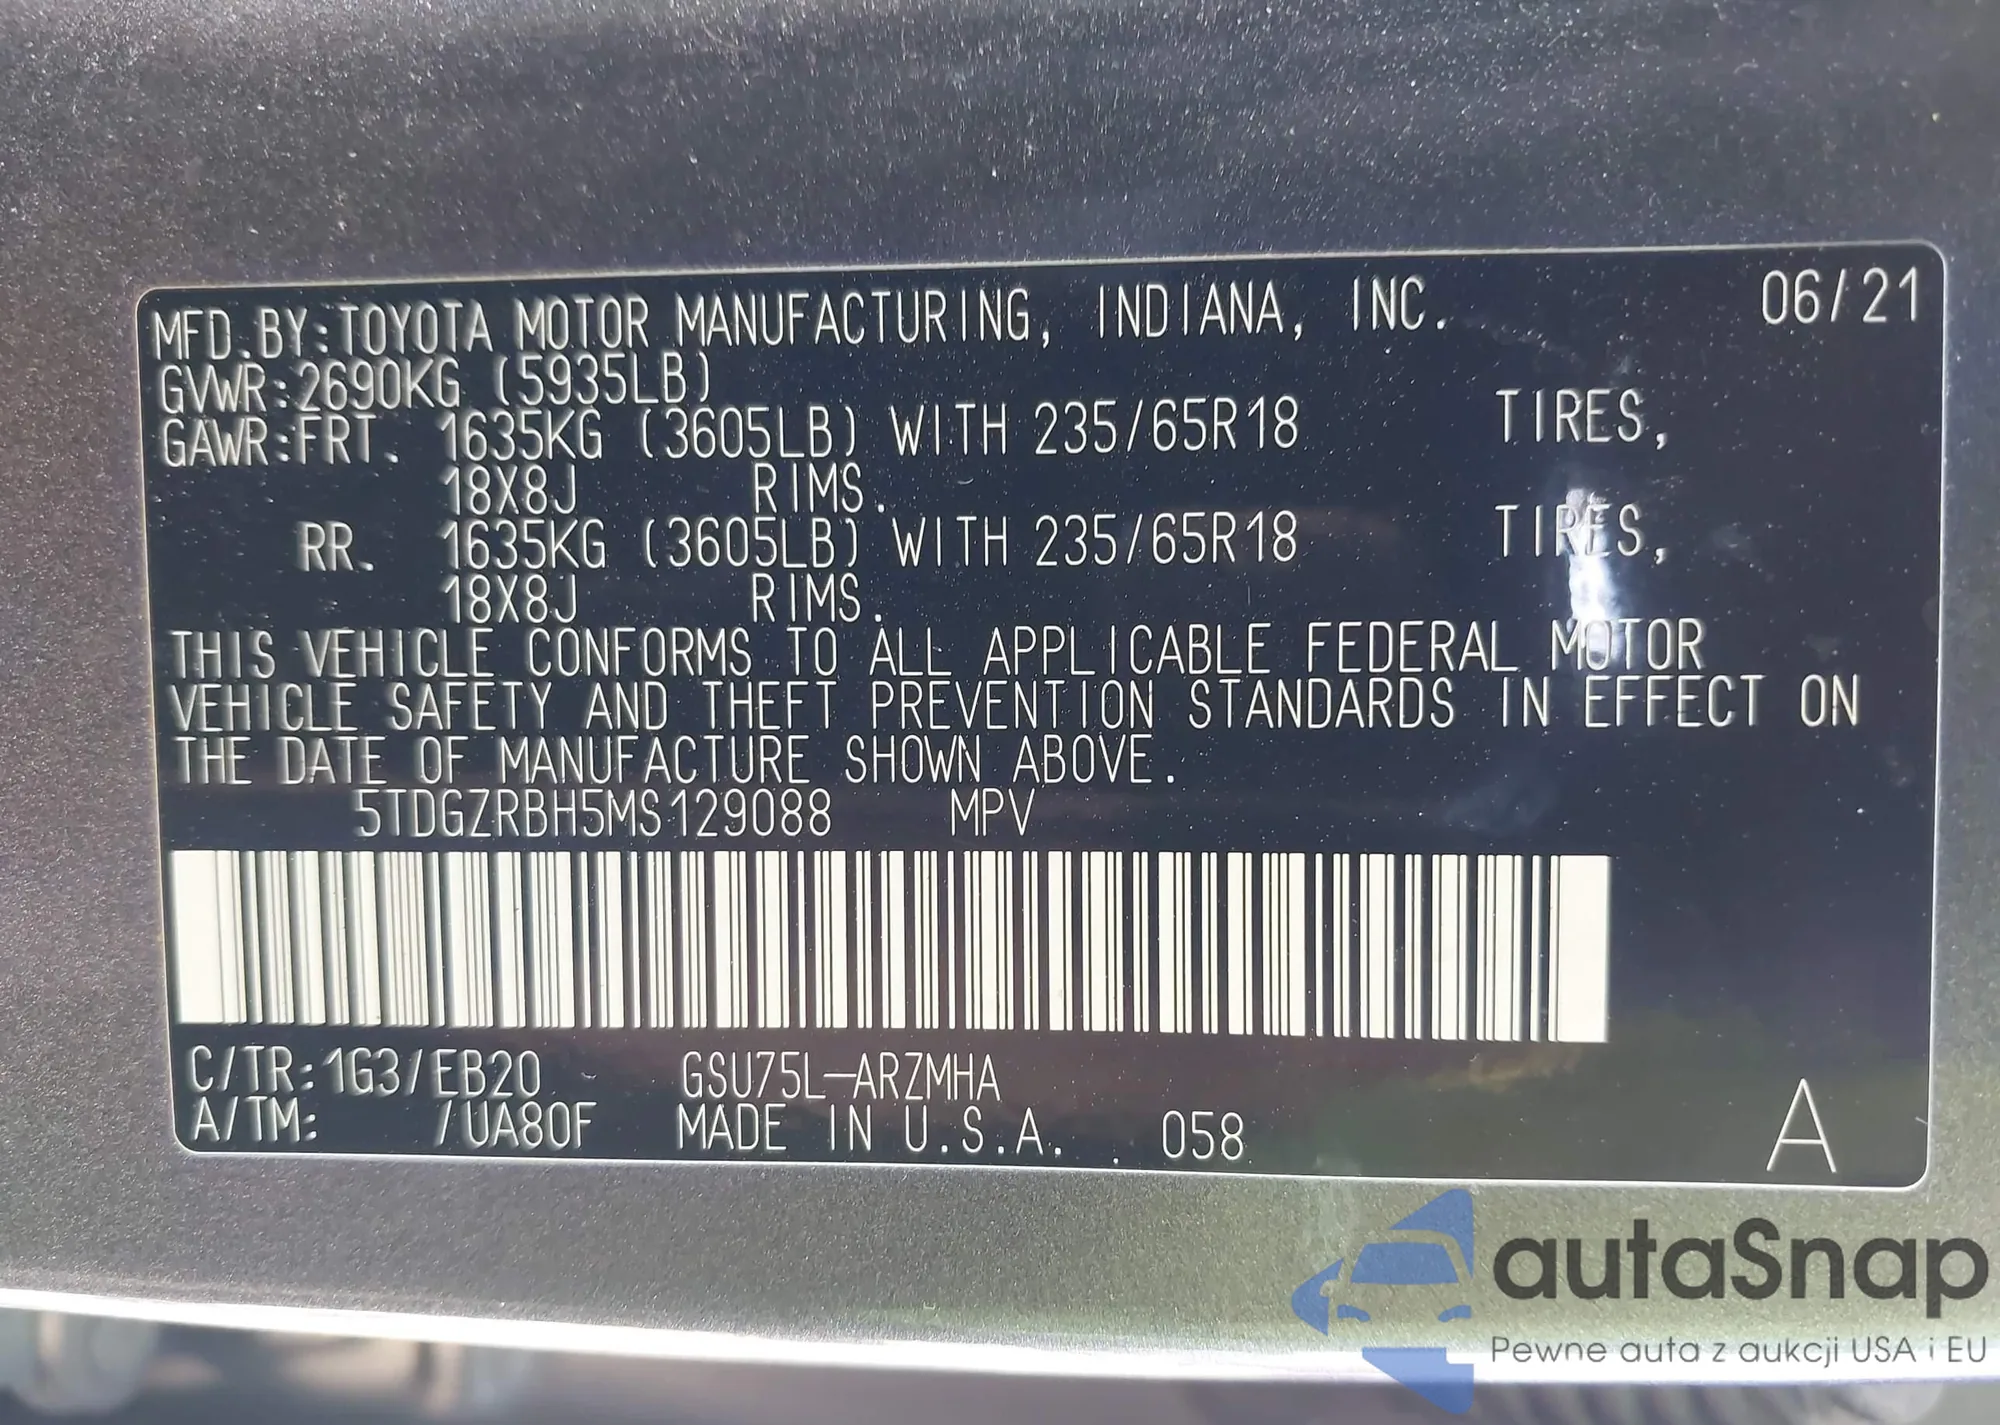 MFD.BY:TOYOTA MOTOR MANUFACTURING, INDIANA, INC. 06/21
GVWR:2690KG (5935LB)
GAWR:FRT. 1635KG (3605LB) WITH 235/65R18 TIRES,
18X8J RIMS.
RR. 1635KG (3605LB) WITH 235/65R18 TIRES,
18X8J RIMS.
THIS VEHICLE CONFORMS TO ALL APPLICABLE FEDERAL MOTOR
VEHICLE SAFETY AND THEFT PREVENTION STANDARDS IN EFFECT ON
THE DATE OF MANUFACTURE SHOWN ABOVE.
5TDGZRBH5MS129088 MPV
C/TR:1G3/EB20 GSU75L-ARZMHA
A/TM: /UA80F MADE IN U.S.A. 058 A
autaSnap
Pewne auta z aukcji USA i EU